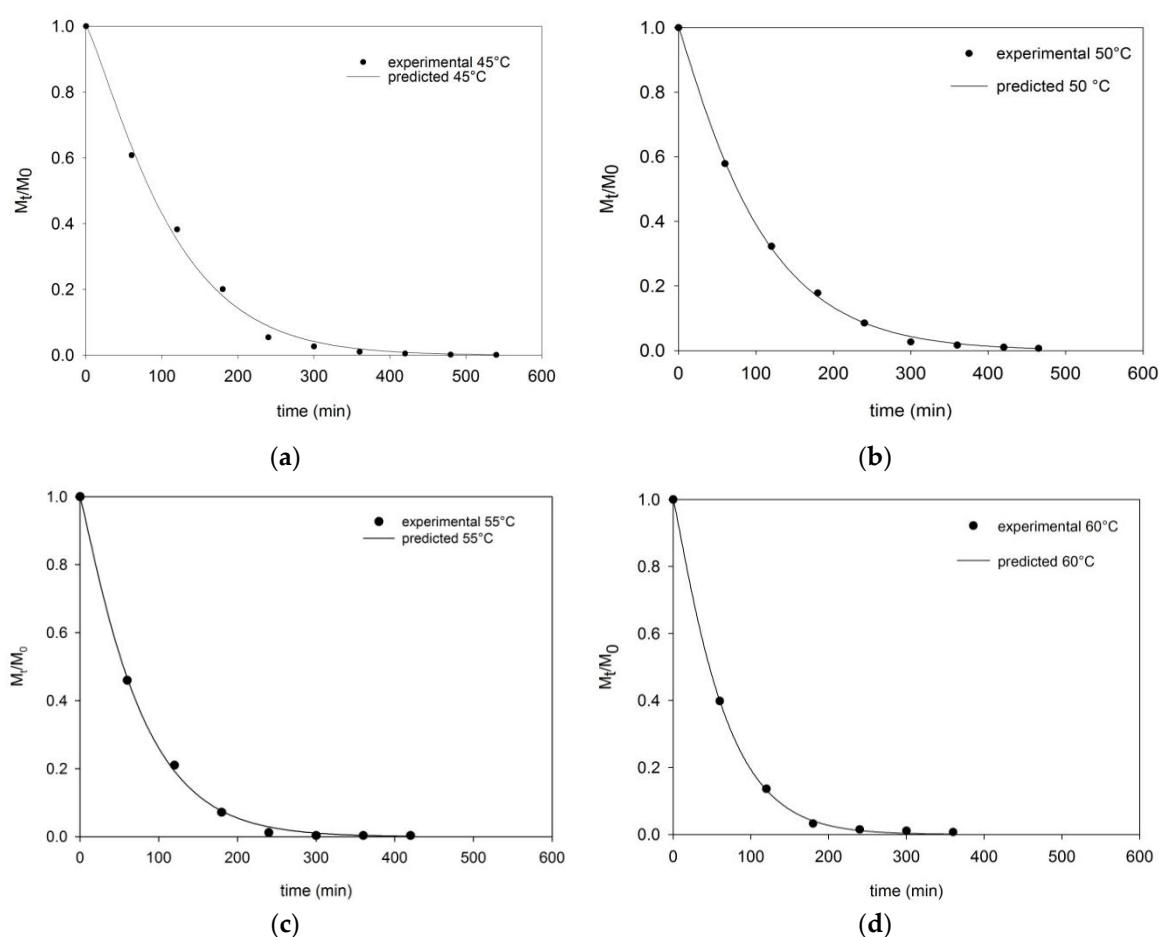 1.0
0.8
0.6
0.4
0.2
0.0
Mt/M0
experimental 45°C
predicted 45°C
0 100 200 300 400 500 600
time (min)
(a)
1.0
0.8
0.6
0.4
0.2
0.0
Mt/M0
experimental 50°C
predicted 50 °C
0 100 200 300 400 500 600
time (min)
(b)
1.0
0.8
0.6
0.4
0.2
0.0
Mt/M0
experimental 55°C
predicted 55°C
0 100 200 300 400 500 600
time (min)
(c)
1.0
0.8
0.6
0.4
0.2
0.0
Mt/M0
experimental 60°C
predicted 60°C
0 100 200 300 400 500 600
time (min)
(d)